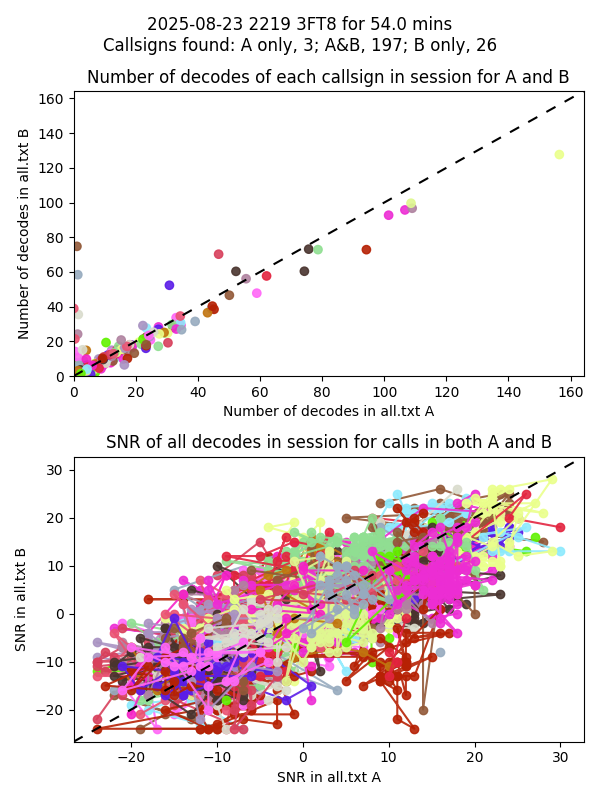 2025-08-23 2219 3FT8 for 54.0 mins
Callsigns found: A only, 3; A&B, 197; B only, 26
Number of decodes of each callsign in session for A and B
160
140
120
100
80
60
40
20
0
Number of decodes in all.txt B
0 20 40 60 80 100 120 140 160
Number of decodes in all.txt A
SNR of all decodes in session for calls in both A and B
30
20
10
0
−10
−20
SNR in all.txt B
−20 −10 0 10 20 30
SNR in all.txt A